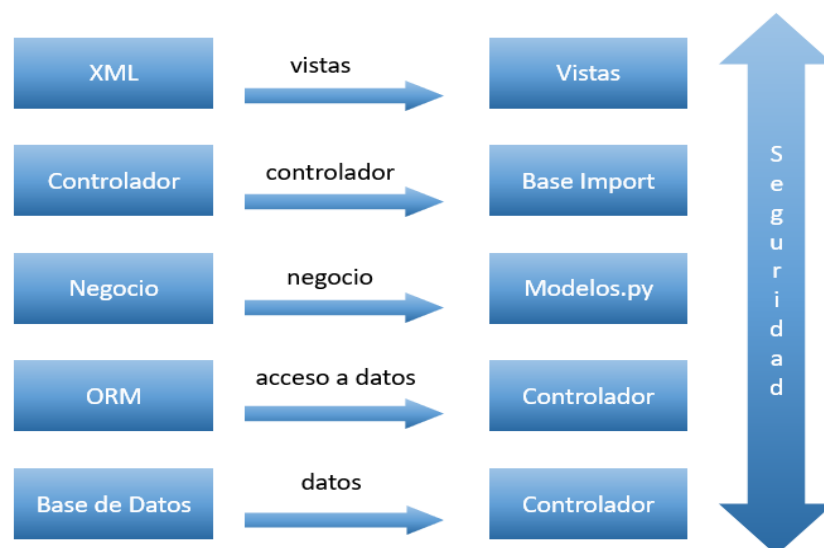 XML
vistas
Vistas
Controlador
controlador
Base Import
Negocio
negocio
Modelos.py
ORM
acceso a datos
Controlador
Base de Datos
datos
Controlador
Seguridad